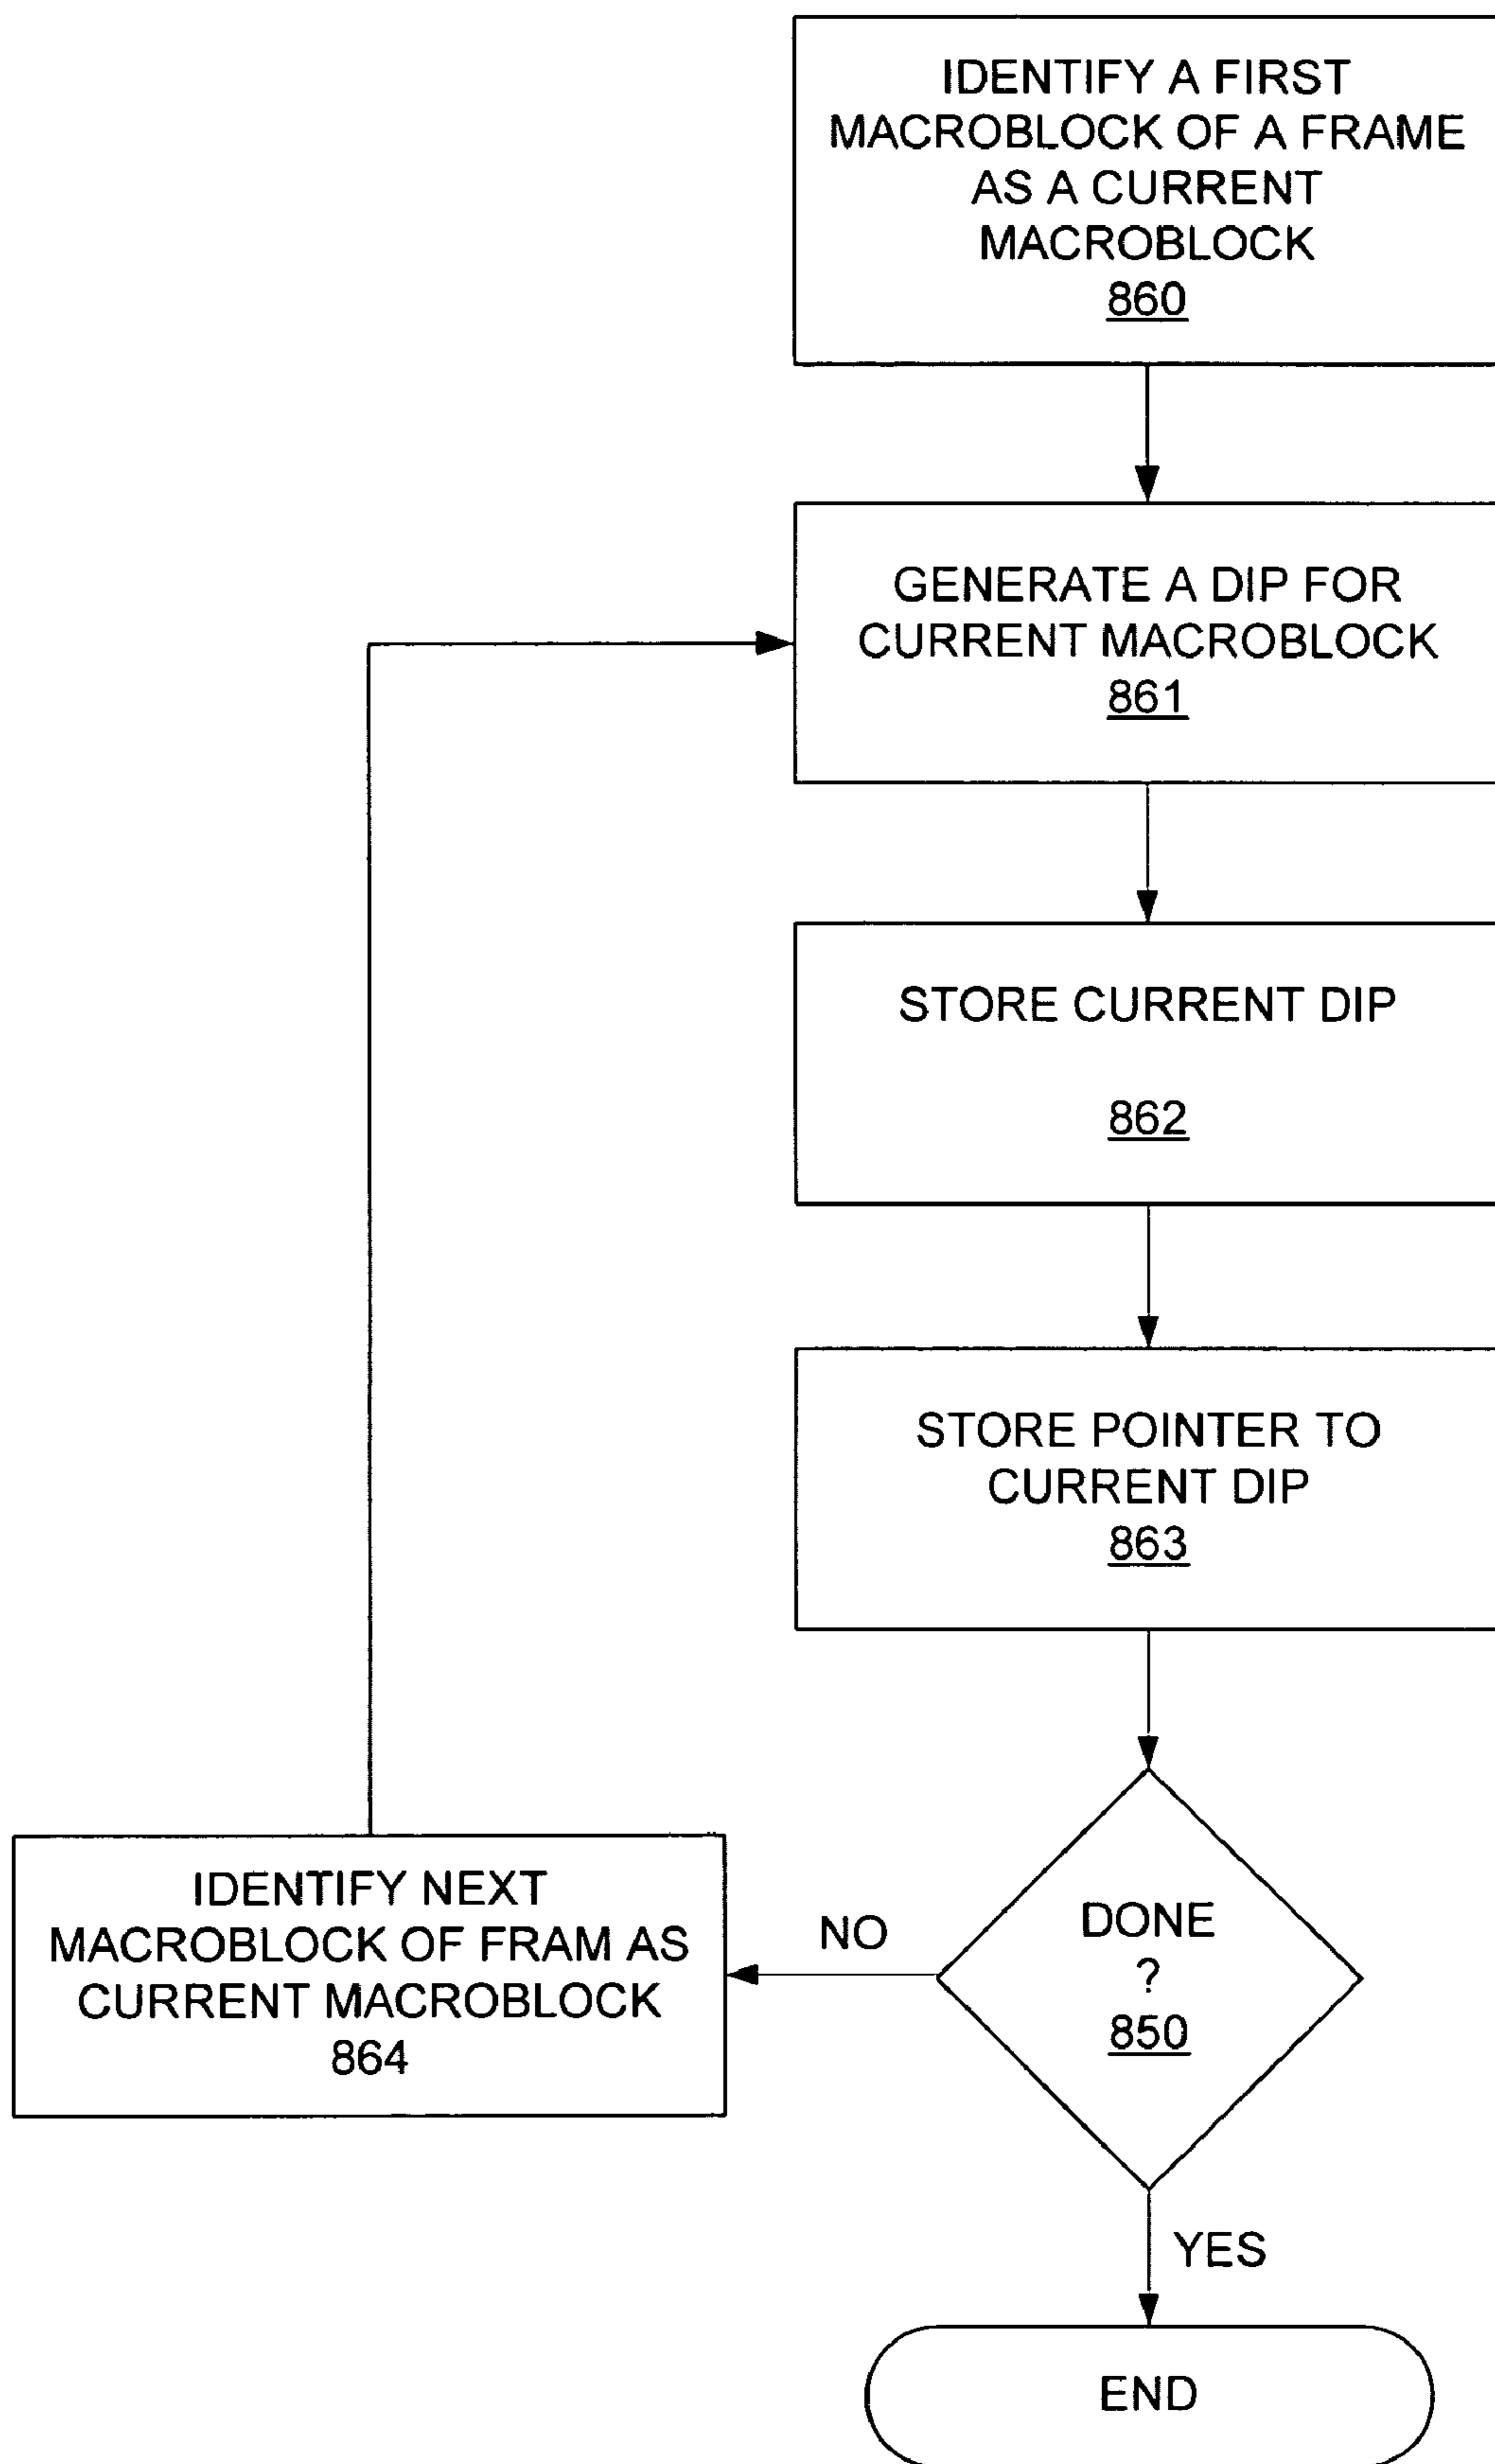 IDENTIFY A FIRST
MACROBLOCK OF A FRAME
AS A CURRENT
MACROBLOCK
860
GENERATE A DIP FOR
CURRENT MACROBLOCK
861
STORE CURRENT DIP
862
STORE POINTER TO
CURRENT DIP
863
DONE
?
850
NO
IDENTIFY NEXT
MACROBLOCK OF FRAM AS
CURRENT MACROBLOCK
864
YES
END